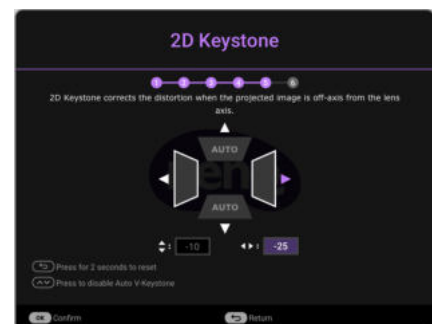 2D Keystone
1 2 3 4 5 6
2D Keystone corrects the distortion when the projected image is off-axis from the lens
axis.
AUTO
AUTO
: -10 : -25
Press for 2 seconds to reset
Press to disable Auto V-Keystone
OK Confirm Return